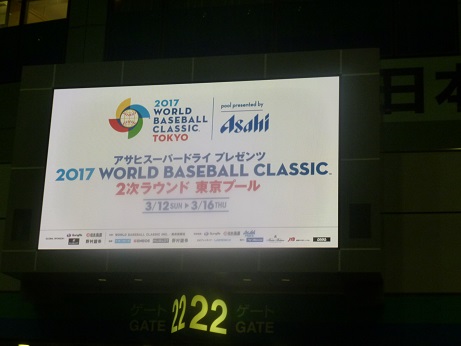 2017
WORLD
BASEBALL
CLASSIC
TOKYO
pool presented by
Asahi
アサヒスーパードライ プレゼンツ
2017 WORLD BASEBALL CLASSIC
2次ラウンド 東京プール
3/12 SUN ▶ 3/16 THU
日本
ゲート 22 22 ゲート
GATE GATE